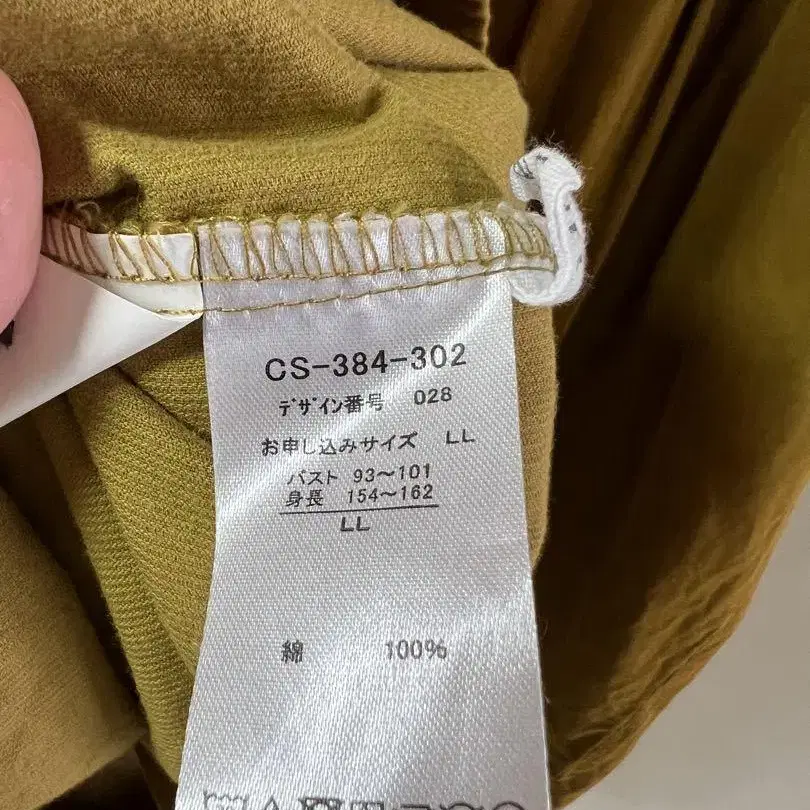 CS-384-302
デザイン番号 028
お申し込みサイズ LL
バスト 93～101
身長 154～162
LL
綿 100%